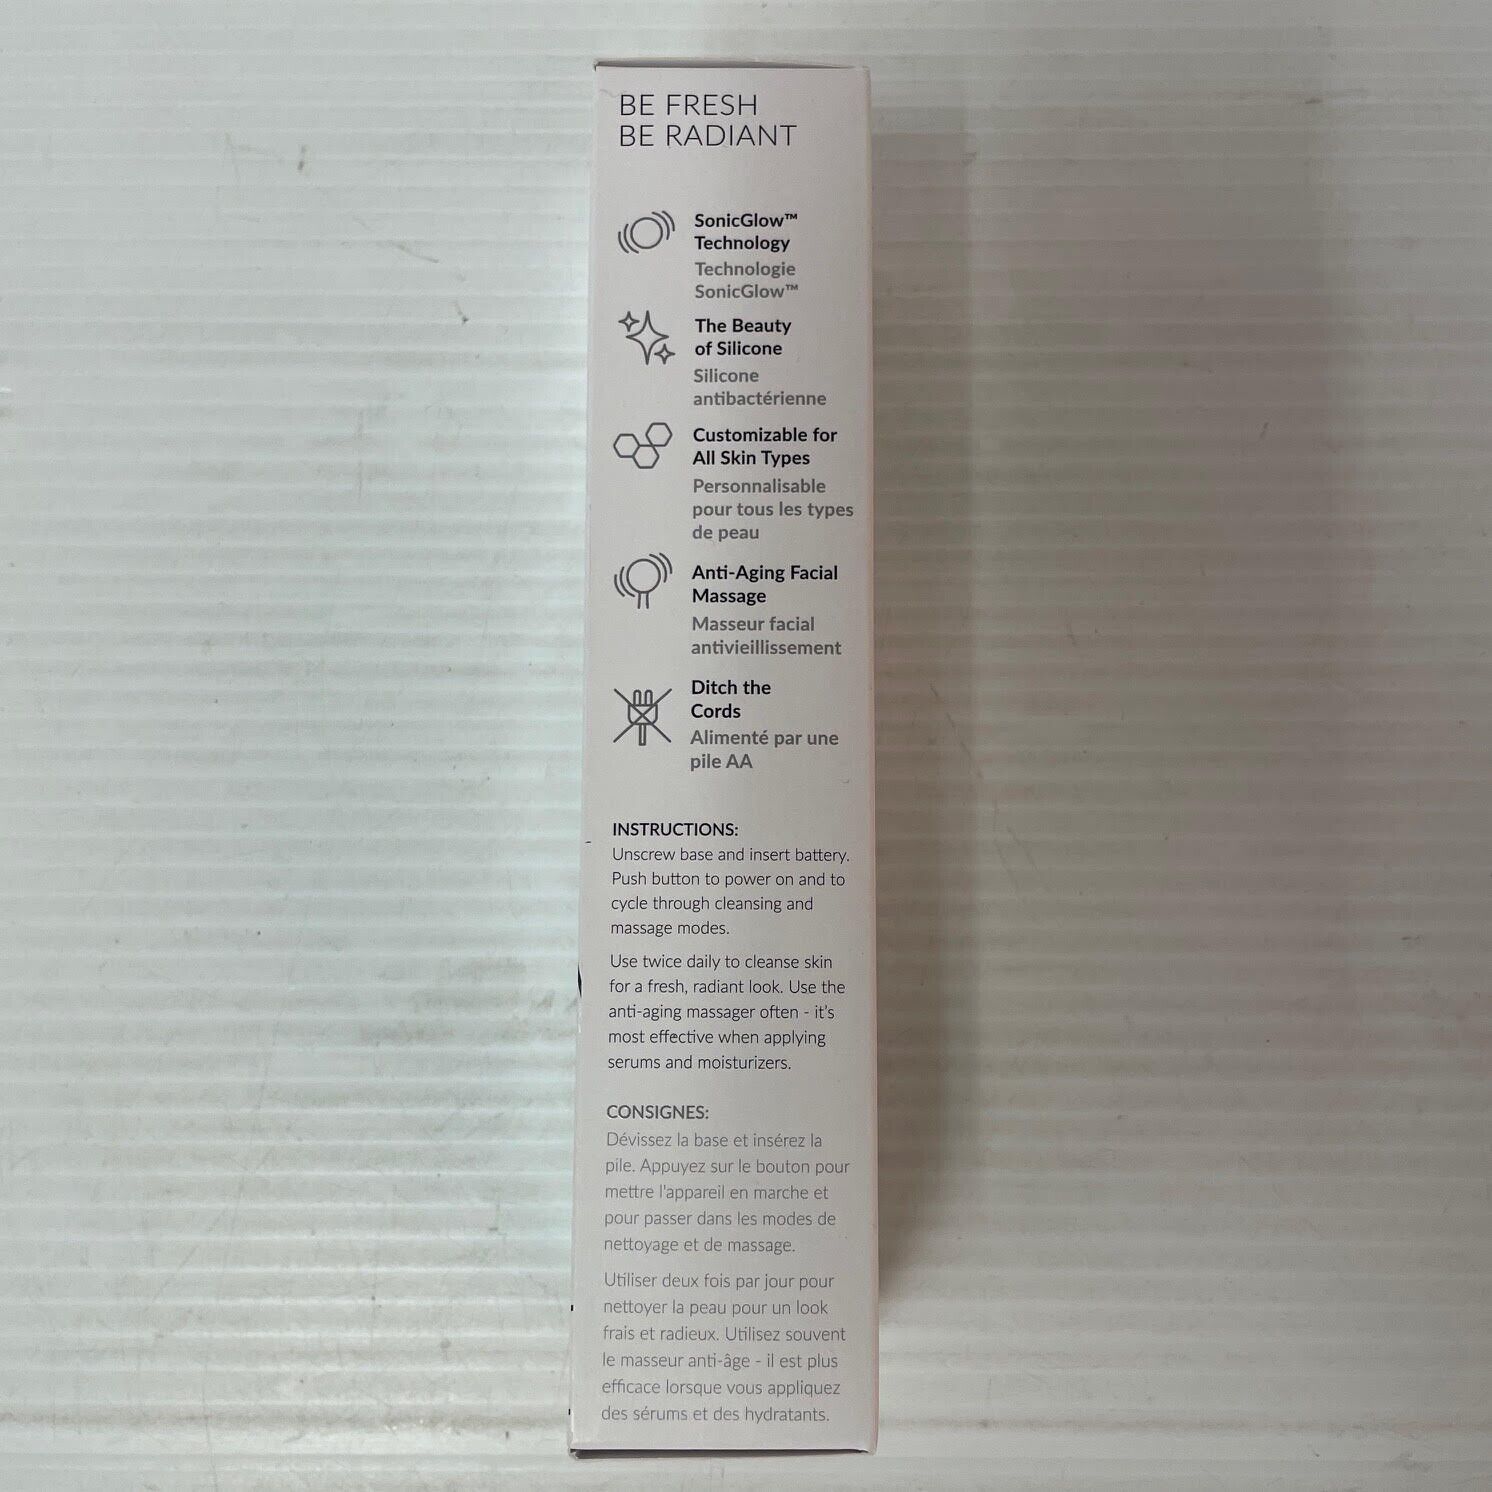 BE FRESH
BE RADIANT
SonicGlow™
Technology
Technologie
SonicGlow™
The Beauty
of Silicone
Silicone
antibactérienne
Customizable for
All Skin Types
Personnalisable
pour tous les types
de peau
Anti-Aging Facial
Massage
Masseur facial
antivieillissement
Ditch the
Cords
Alimenté par une
pile AA
INSTRUCTIONS:
Unscrew base and insert battery.
Push button to power on and to
cycle through cleansing and
massage modes.
Use twice daily to cleanse skin
for a fresh, radiant look. Use the
anti-aging massager often - it's
most effective when applying
serums and moisturizers.
CONSIGNES:
Dévissez la base et insérez la
pile. Appuyez sur le bouton pour
mettre l'appareil en marche et
pour passer dans les modes de
nettoyage et de massage.
Utiliser deux fois par jour pour
nettoyer la peau pour un look
frais et radieux. Utilisez souvent
le masseur anti-âge - il est plus
efficace lorsque vous appliquez
des sérums et des hydratants.